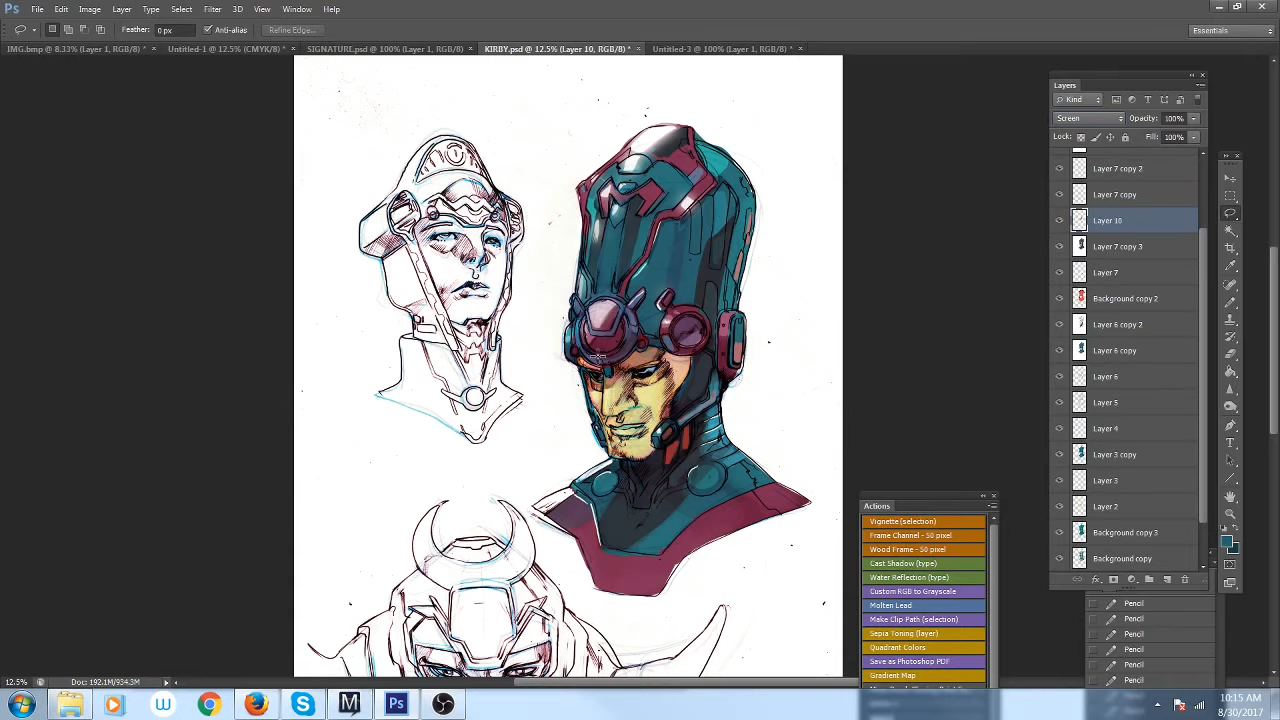 Ps File Edit Image Layer Type Select Filter 3D View Window Help
Feather: 0 px Anti-alias Refine Edge... Essentials
IMG.bmp @ 8.33% (Layer 1, RGB/8) * × Untitled-1 @ 12.5% (CMYK/8) * × SIGNATURE.psd @ 100% (Layer 1, RGB/8) × KIRBY.psd @ 12.5% (Layer 10, RGB/8) * × Untitled-3 @ 100% (Layer 1, RGB/8) * ×
Layers
Kind
Screen Opacity: 100%
Lock: Fill: 100%
Layer 7 copy 2
Layer 7 copy
Layer 10
Layer 7 copy 3
Layer 7
Background copy 2
Layer 6 copy 2
Layer 6 copy
Layer 6
Layer 5
Layer 4
Layer 3 copy
Layer 3
Layer 2
Background copy 3
Background copy
Actions
Vignette (selection)
Frame Channel - 50 pixel
Wood Frame - 50 pixel
Cast Shadow (type)
Water Reflection (type)
Custom RGB to Grayscale
Molten Lead
Make Clip Path (selection)
Sepia Toning (layer)
Quadrant Colors
Save as Photoshop PDF
Gradient Map
Pencil
Pencil
Pencil
Pencil
Pencil
Pencil
12.5% Doc: 192.1M/934.3M
10:15 AM
8/30/2017